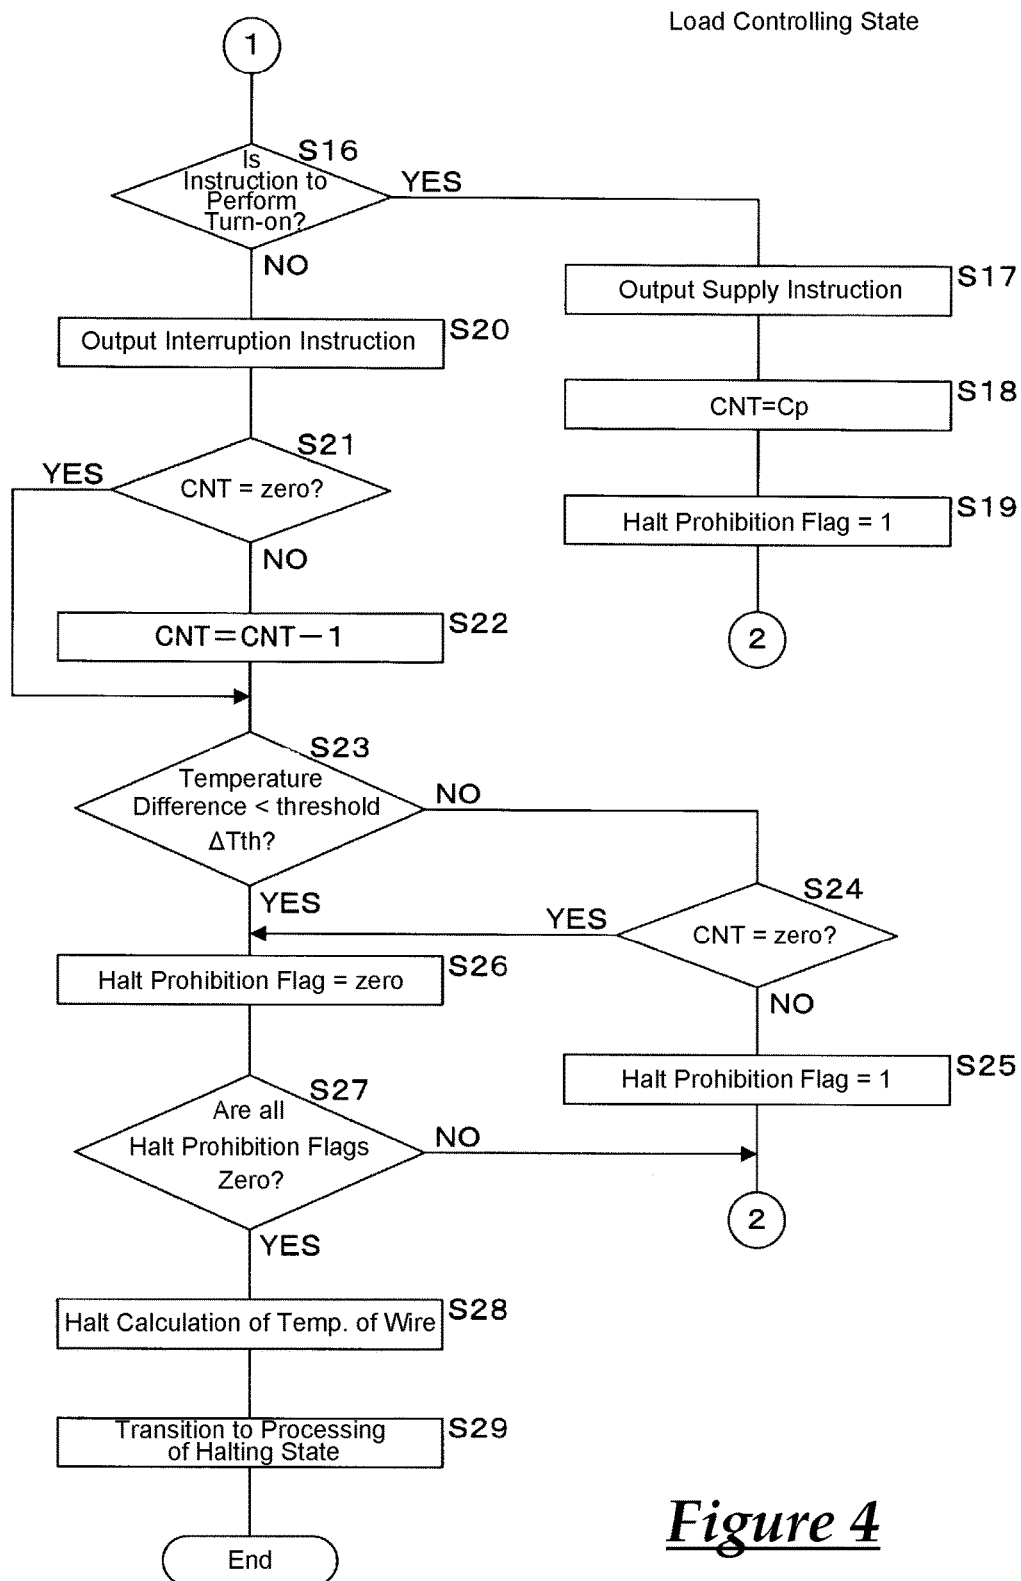 Load Controlling State
1
S16
Is
Instruction to
Perform
Turn-on?
YES
NO
Output Supply Instruction
S17
Output Interruption Instruction
S20
CNT=Cp
S18
S21
YES
CNT = zero?
NO
Halt Prohibition Flag = 1
S19
CNT=CNT−1
S22
2
S23
Temperature
Difference < threshold
ΔTth?
NO
YES
S24
YES
CNT = zero?
NO
Halt Prohibition Flag = zero
S26
Halt Prohibition Flag = 1
S25
S27
Are all
Halt Prohibition Flags
Zero?
NO
YES
2
Halt Calculation of Temp. of Wire
S28
Transition to Processing
of Halting State
S29
End
Figure 4